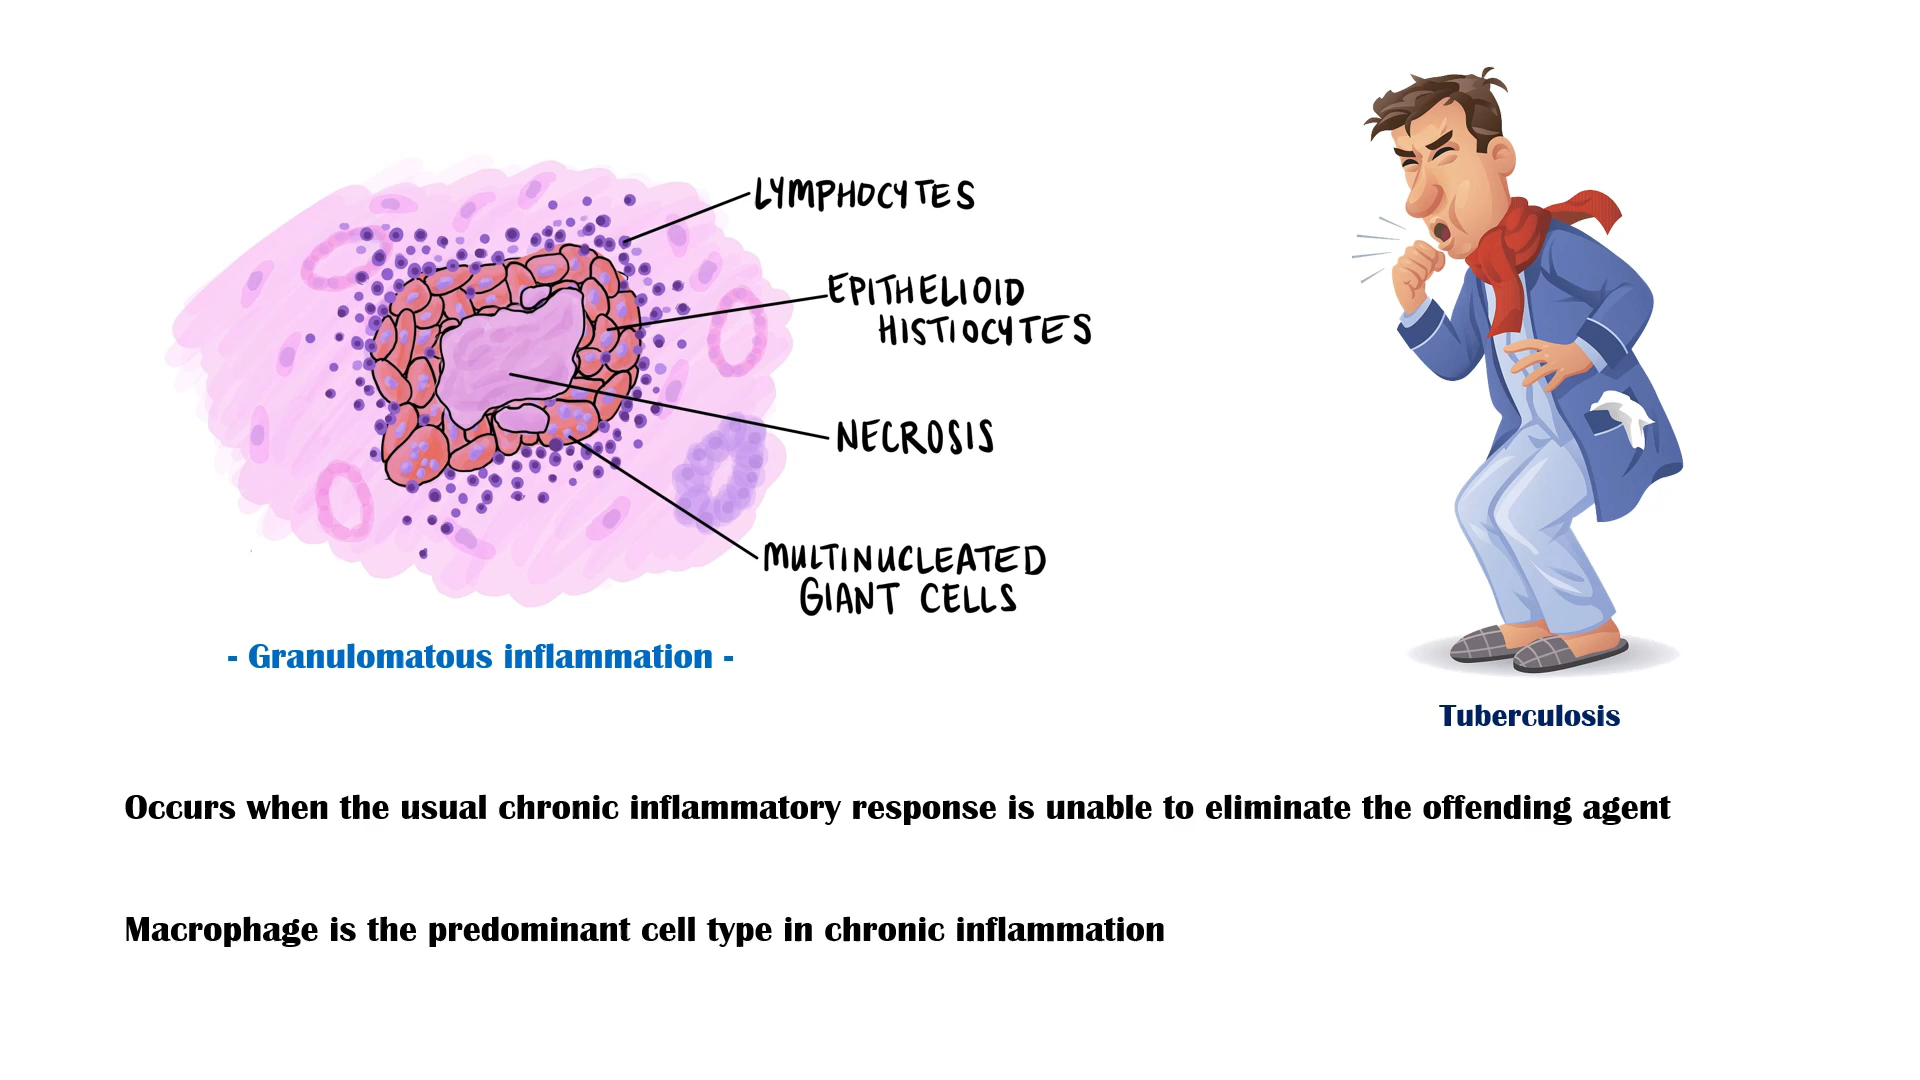 LYMPHOCYTES
EPITHELIOID
HISTIOCYTES
NECROSIS
MULTINUCLEATED
GIANT CELLS
- Granulomatous inflammation -
Tuberculosis
Occurs when the usual chronic inflammatory response is unable to eliminate the offending agent
Macrophage is the predominant cell type in chronic inflammation